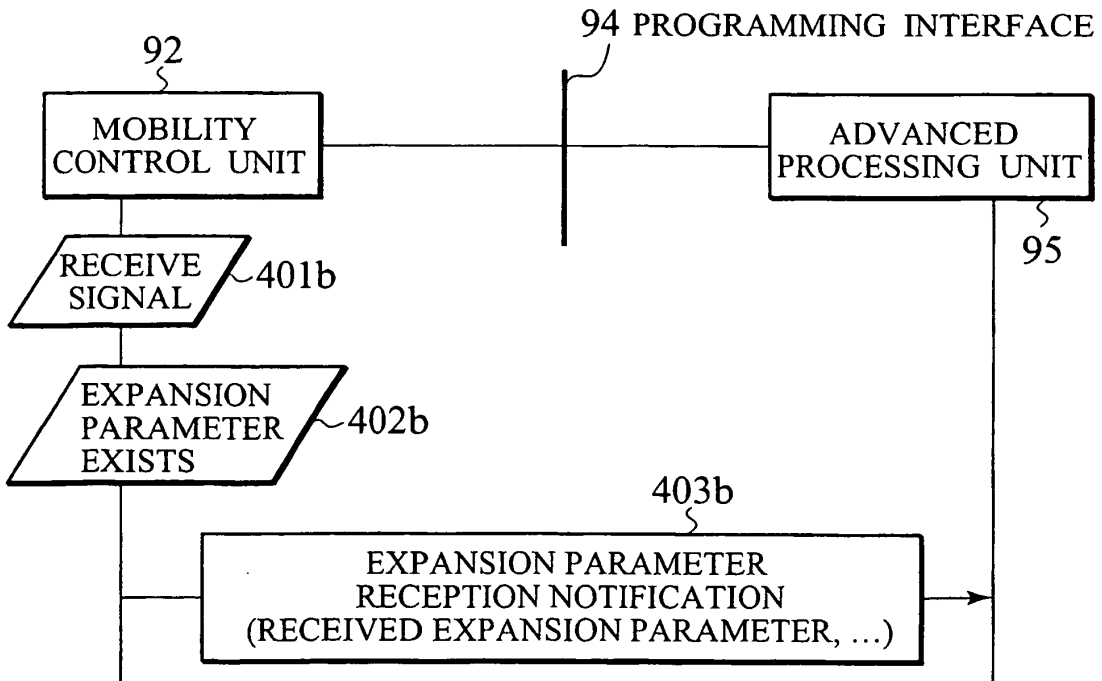 94 PROGRAMMING INTERFACE
92
MOBILITY
CONTROL UNIT
ADVANCED
PROCESSING UNIT
95
RECEIVE
SIGNAL
401b
EXPANSION
PARAMETER
EXISTS
402b
403b
EXPANSION PARAMETER
RECEPTION NOTIFICATION
(RECEIVED EXPANSION PARAMETER, ...)